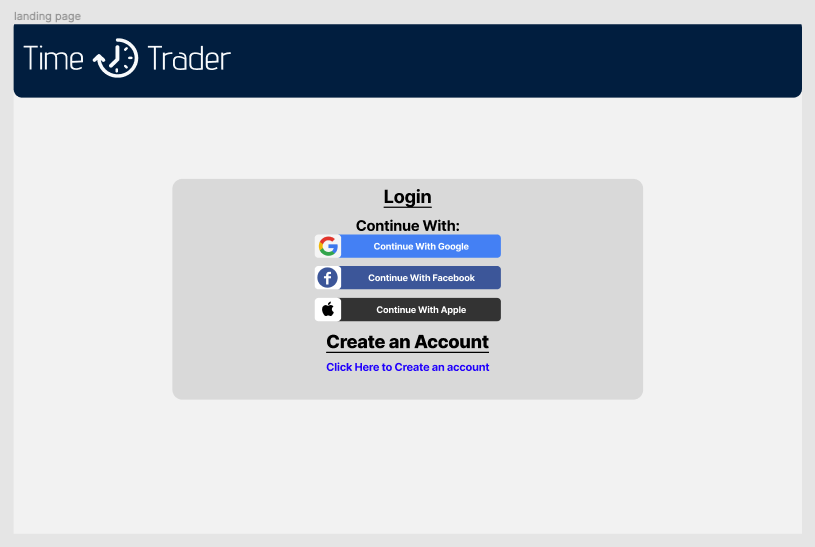 landing page
Time Trader
Login
Continue With:
Continue With Google
Continue With Facebook
Continue With Apple
Create an Account
Click Here to Create an account